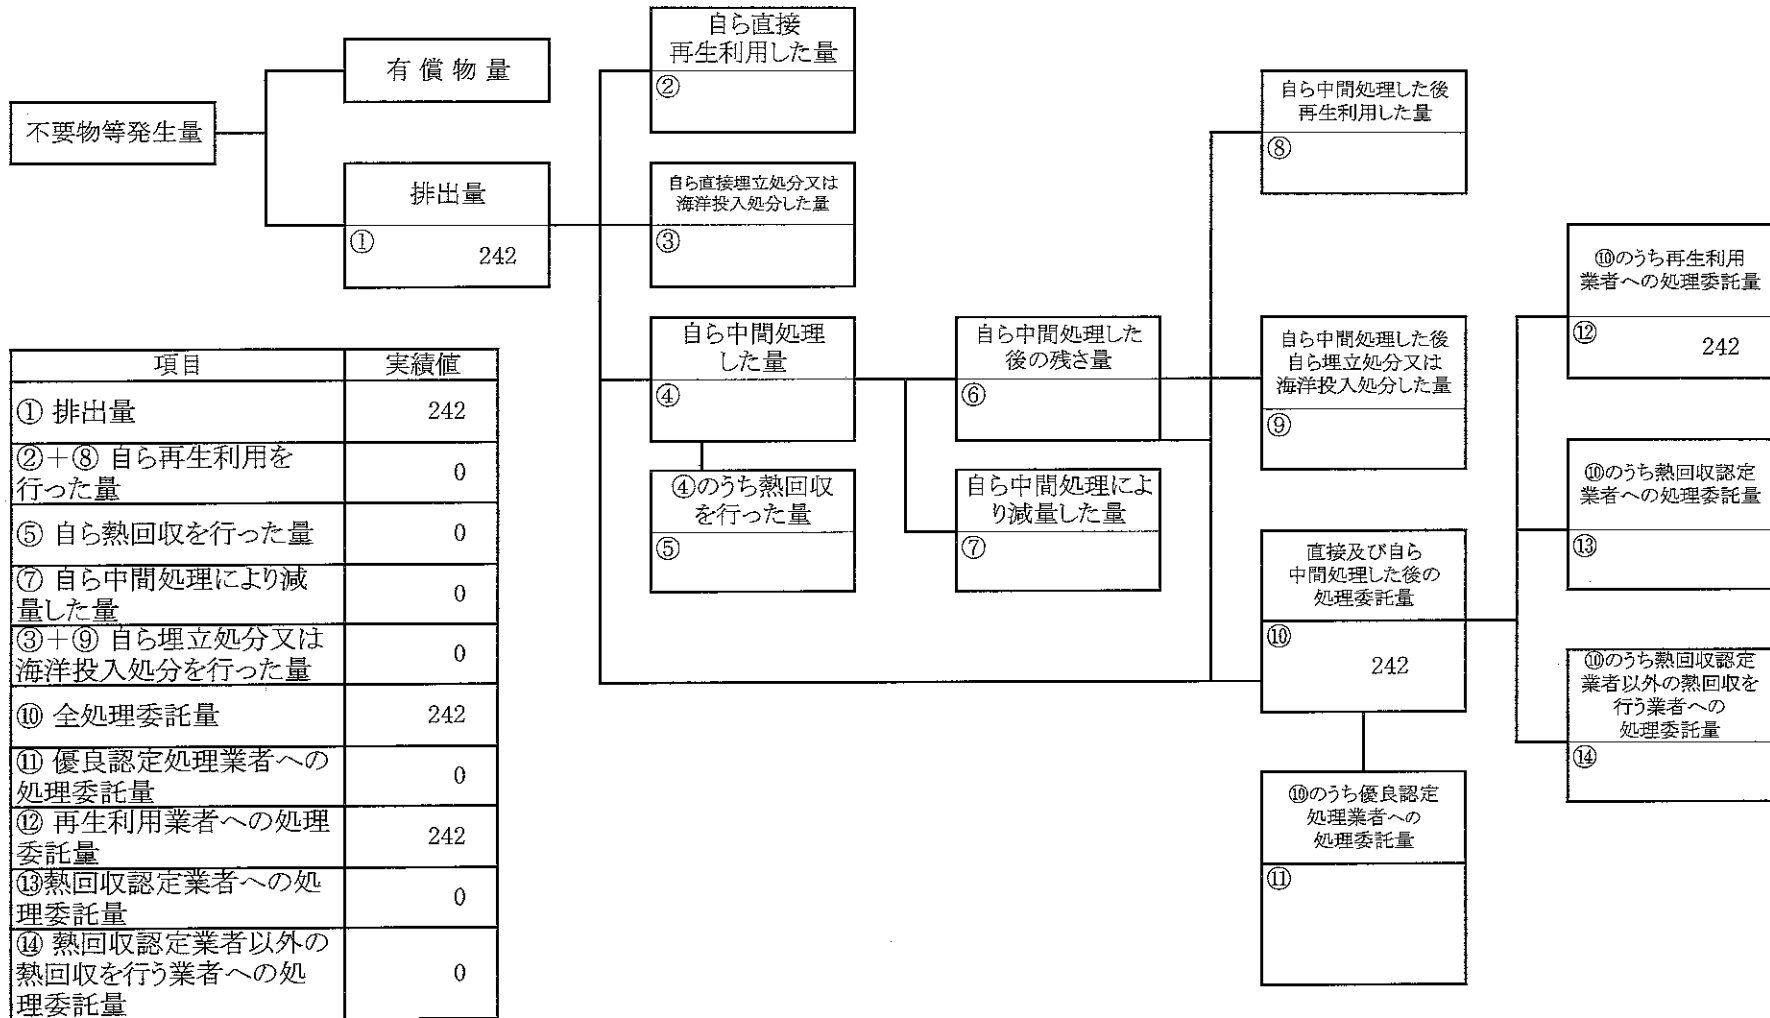 不要物等発生量
有償物量
排出量
①
242
自ら直接
再生利用した量
②
自ら直接埋立処分又は
海洋投入処分した量
③
自ら中間処理
した量
④
④のうち熱回収
を行った量
⑤
自ら中間処理した
後の残さ量
⑥
自ら中間処理によ
り減量した量
⑦
自ら中間処理した後
再生利用した量
⑧
自ら中間処理した後
自ら埋立処分又は
海洋投入処分した量
⑨
直接及び自ら
中間処理した後の
処理委託量
⑩
242
⑩のうち優良認定
処理業者への
処理委託量
⑪
⑩のうち再生利用
業者への処理委託量
⑫
242
⑩のうち熱回収認定
業者への処理委託量
⑬
⑩のうち熱回収認定
業者以外の熱回収を
行う業者への
処理委託量
⑭
項目 実績値
① 排出量 242
②+⑧ 自ら再生利用を
行った量 0
⑤ 自ら熱回収を行った量 0
⑦ 自ら中間処理により減
量した量 0
③+⑨ 自ら埋立処分又は
海洋投入処分を行った量 0
⑩ 全処理委託量 242
⑪ 優良認定処理業者への
処理委託量 0
⑫ 再生利用業者への処理
委託量 242
⑬熱回収認定業者への処
理委託量 0
⑭ 熱回収認定業者以外の
熱回収を行う業者への処
理委託量 0